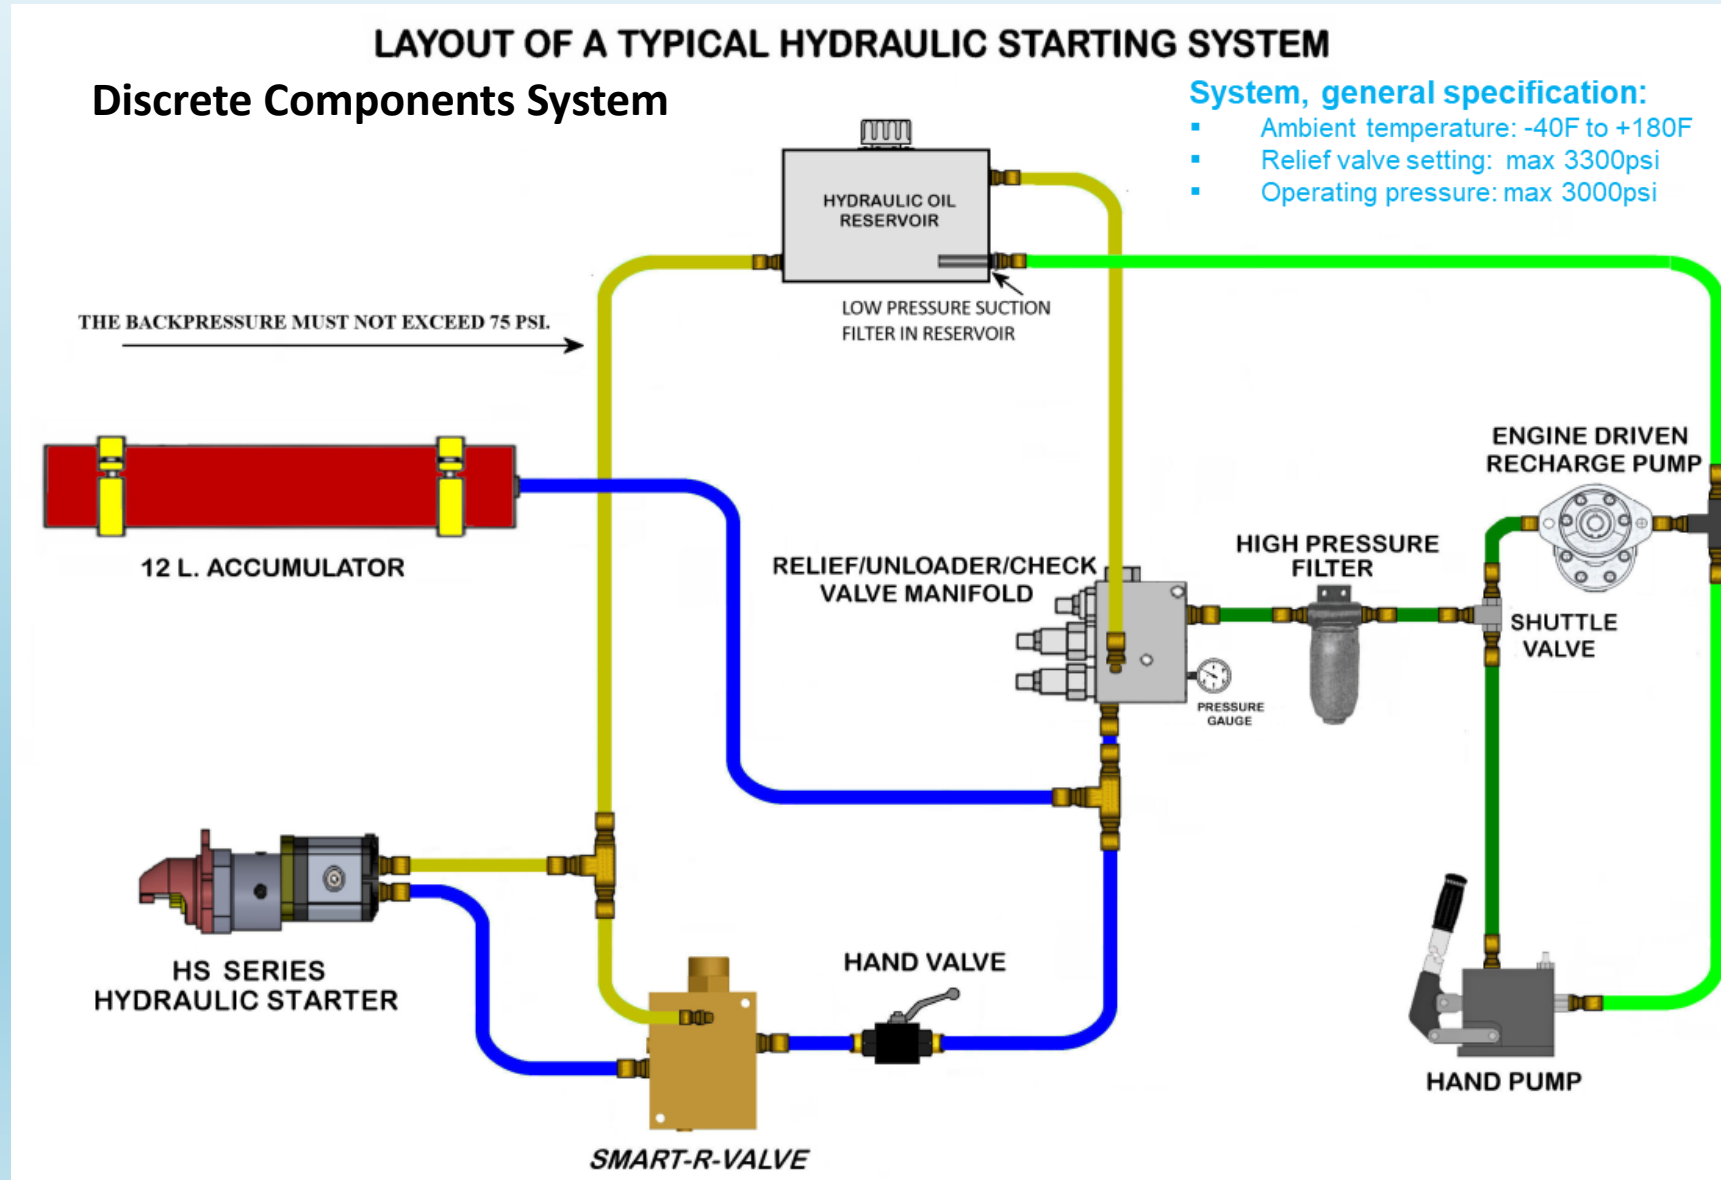 LAYOUT OF A TYPICAL HYDRAULIC STARTING SYSTEM
Discrete Components System
System, general specification:
▪ Ambient temperature: -40F to +180F
▪ Relief valve setting: max 3300psi
▪ Operating pressure: max 3000psi
HYDRAULIC OIL
RESERVOIR
LOW PRESSURE SUCTION
FILTER IN RESERVOIR
THE BACKPRESSURE MUST NOT EXCEED 75 PSI.
ENGINE DRIVEN
RECHARGE PUMP
12 L. ACCUMULATOR
RELIEF/UNLOADER/CHECK
VALVE MANIFOLD
HIGH PRESSURE
FILTER
SHUTTLE
VALVE
PRESSURE
GAUGE
HS SERIES
HYDRAULIC STARTER
HAND VALVE
HAND PUMP
SMART-R-VALVE